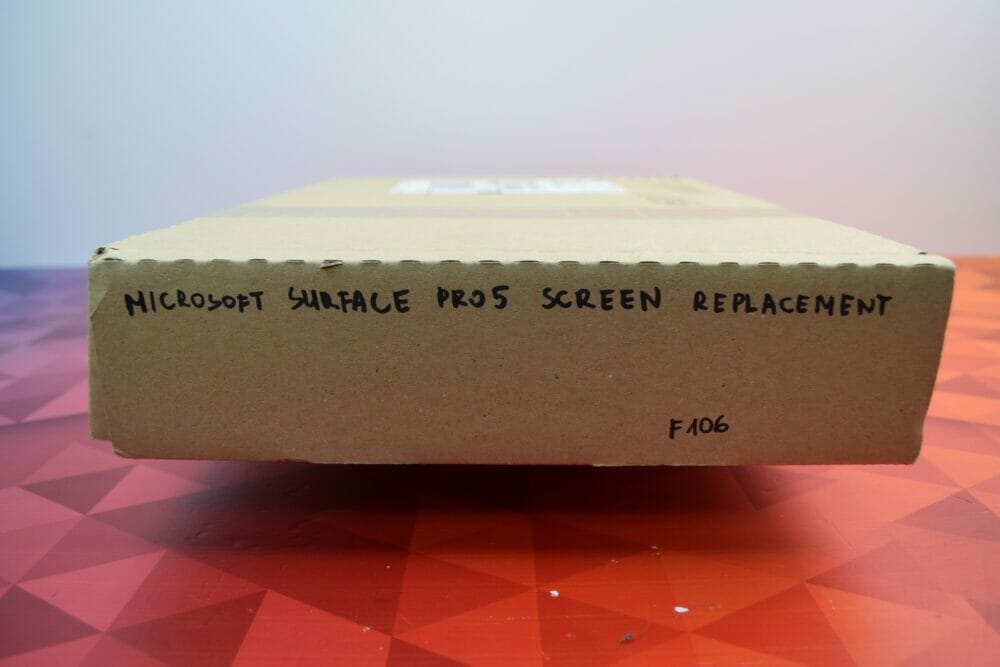 MICROSOFT SURFACE PRO5 SCREEN REPLACEMENT
F106